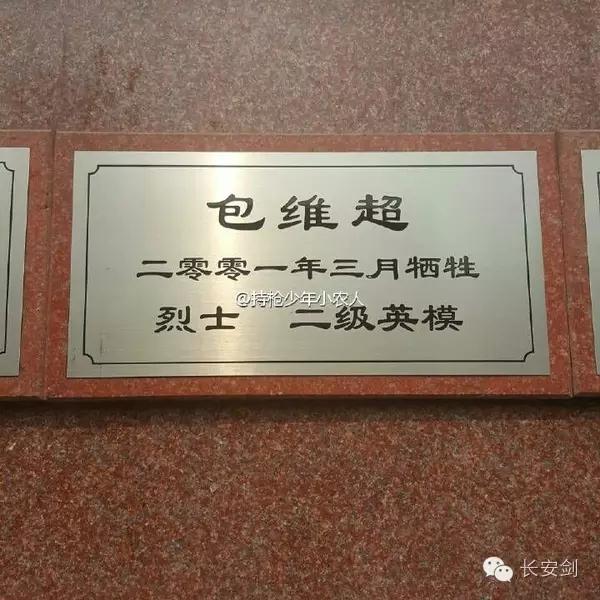 包维超
二零零一年三月牺牲
@持枪少年小农人
烈士 二级英模
长安剑